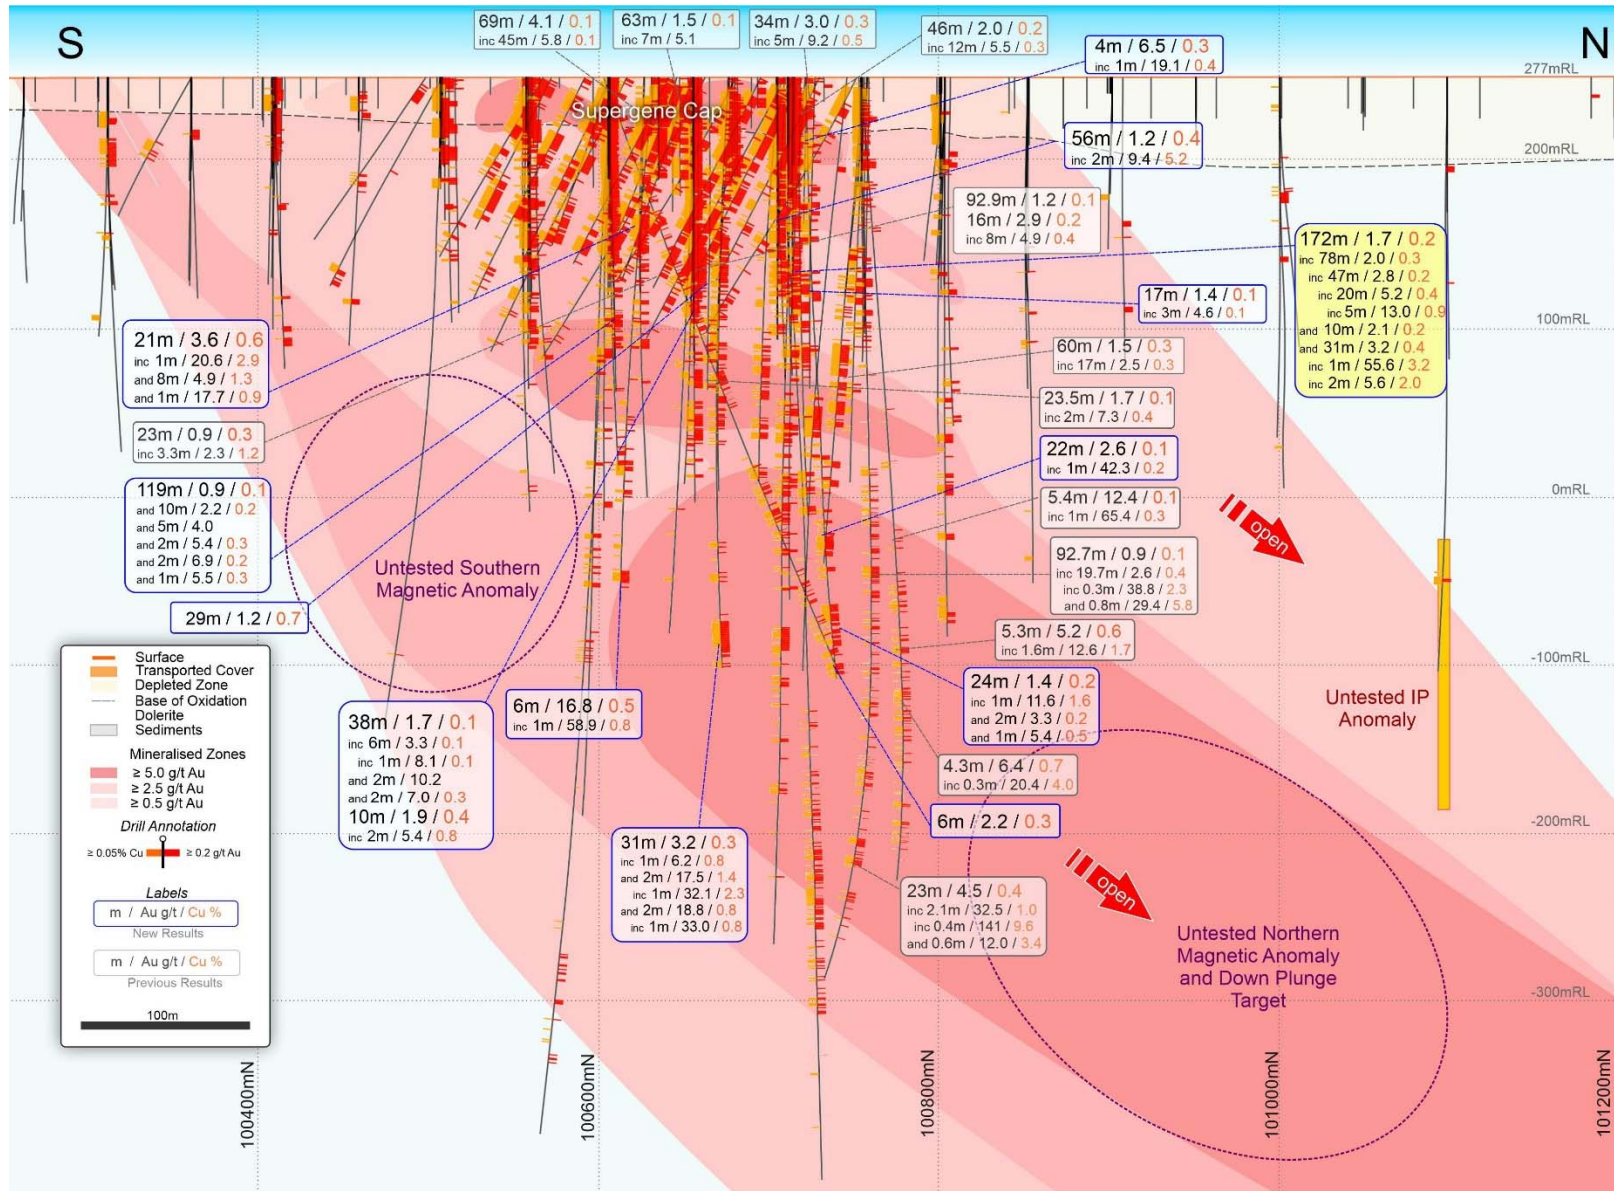 S
N
69m / 4.1 / 0.1
inc 45m / 5.8 / 0.1
63m / 1.5 / 0.1
inc 7m / 5.1
34m / 3.0 / 0.3
inc 5m / 9.2 / 0.5
46m / 2.0 / 0.2
inc 12m / 5.5 / 0.3
4m / 6.5 / 0.3
inc 1m / 19.1 / 0.4
277mRL
Supergene Cap
56m / 1.2 / 0.4
inc 2m / 9.4 / 5.2
200mRL
92.9m / 1.2 / 0.1
16m / 2.9 / 0.2
inc 8m / 4.9 / 0.4
172m / 1.7 / 0.2
inc 78m / 2.0 / 0.3
inc 47m / 2.8 / 0.2
inc 20m / 5.2 / 0.4
inc 5m / 13.0 / 0.9
and 10m / 2.1 / 0.2
and 31m / 3.2 / 0.4
inc 1m / 55.6 / 3.2
inc 2m / 5.6 / 2.0
17m / 1.4 / 0.1
inc 3m / 4.6 / 0.1
100mRL
21m / 3.6 / 0.6
inc 1m / 20.6 / 2.9
and 8m / 4.9 / 1.3
and 1m / 17.7 / 0.9
60m / 1.5 / 0.3
inc 17m / 2.5 / 0.3
23.5m / 1.7 / 0.1
inc 2m / 7.3 / 0.4
23m / 0.9 / 0.3
inc 3.3m / 2.3 / 1.2
22m / 2.6 / 0.1
inc 1m / 42.3 / 0.2
119m / 0.9 / 0.1
and 10m / 2.2 / 0.2
and 5m / 4.0
and 2m / 5.4 / 0.3
and 2m / 6.9 / 0.2
and 1m / 5.5 / 0.3
5.4m / 12.4 / 0.1
inc 1m / 65.4 / 0.3
0mRL
open
92.7m / 0.9 / 0.1
inc 19.7m / 2.6 / 0.4
inc 0.3m / 38.8 / 2.3
and 0.8m / 29.4 / 5.8
Untested Southern
Magnetic Anomaly
29m / 1.2 / 0.7
5.3m / 5.2 / 0.6
inc 1.6m / 12.6 / 1.7
-100mRL
24m / 1.4 / 0.2
inc 1m / 11.6 / 1.6
and 2m / 3.3 / 0.2
and 1m / 5.4 / 0.5
Untested IP
Anomaly
6m / 16.8 / 0.5
inc 1m / 58.9 / 0.8
38m / 1.7 / 0.1
inc 6m / 3.3 / 0.1
inc 1m / 8.1 / 0.1
and 2m / 10.2
and 2m / 7.0 / 0.3
10m / 1.9 / 0.4
inc 2m / 5.4 / 0.8
4.3m / 6.4 / 0.7
inc 0.3m / 20.4 / 4.0
6m / 2.2 / 0.3
-200mRL
31m / 3.2 / 0.3
inc 1m / 6.2 / 0.8
and 2m / 17.5 / 1.4
inc 1m / 32.1 / 2.3
and 2m / 18.8 / 0.8
inc 1m / 33.0 / 0.8
open
23m / 4.5 / 0.4
inc 2.1m / 32.5 / 1.0
inc 0.4m / 141 / 9.6
and 0.6m / 12.0 / 3.4
Untested Northern
Magnetic Anomaly
and Down Plunge
Target
-300mRL
Surface
Transported Cover
Depleted Zone
Base of Oxidation
Dolerite
Sediments
Mineralised Zones
≥ 5.0 g/t Au
≥ 2.5 g/t Au
≥ 0.5 g/t Au
Drill Annotation
≥ 0.05% Cu
≥ 0.2 g/t Au
Labels
m / Au g/t / Cu %
New Results
m / Au g/t / Cu %
Previous Results
100m
100400mN
100600mN
100800mN
101000mN
101200mN